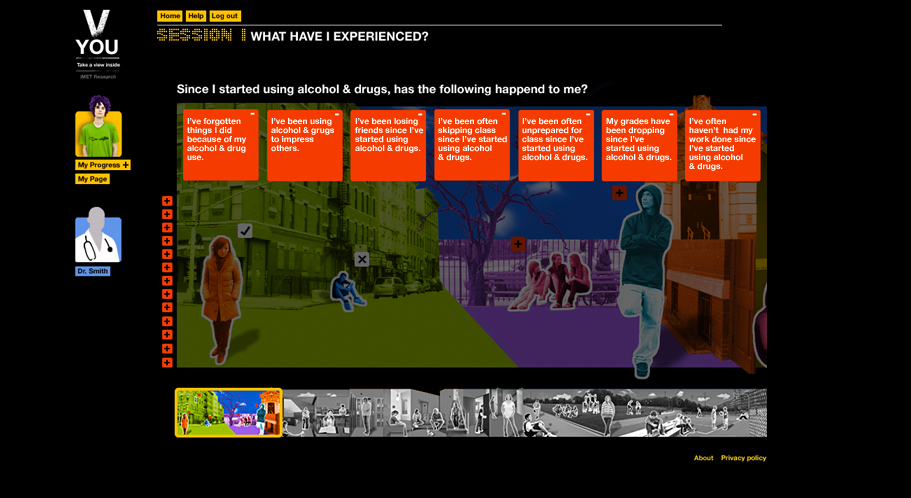 Home Help Log out
V
YOU
Take a view inside
IMET Research
SESSION 1 WHAT HAVE I EXPERIENCED?
Since I started using alcohol & drugs, has the following happend to me?
I've forgotten
things I did
because of my
alcohol & drug
use.
I've been using
alcohol & grugs
to impress
others.
I've been losing
friends since I've
started using
alcohol & drugs.
I've been often
skipping class
since I've started
using alcohol
& drugs.
I've been often
unprepared for
class since I've
started using
alcohol & drugs.
My grades have
been dropping
since I've
started using
alcohol & drugs.
I've often
haven't had my
work done since
I've started
using alcohol
& drugs.
My Progress +
My Page
Dr. Smith
About Privacy policy